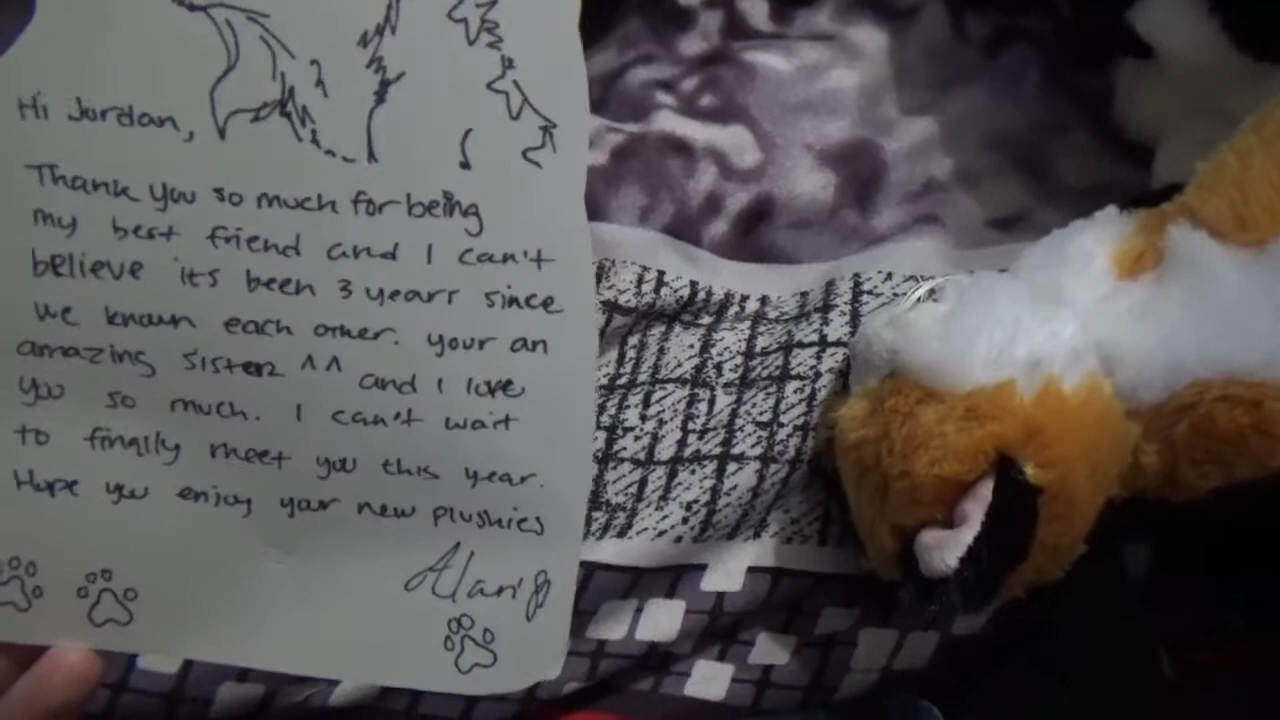 Hi Jordan,
Thank you so much for being
my best friend and I can't
believe its been 3 years since
we known each other. your an
amazing sister ^^ and I love
you so much. I can't wait
to finally meet you this year.
Hope you enjoy your new plushies